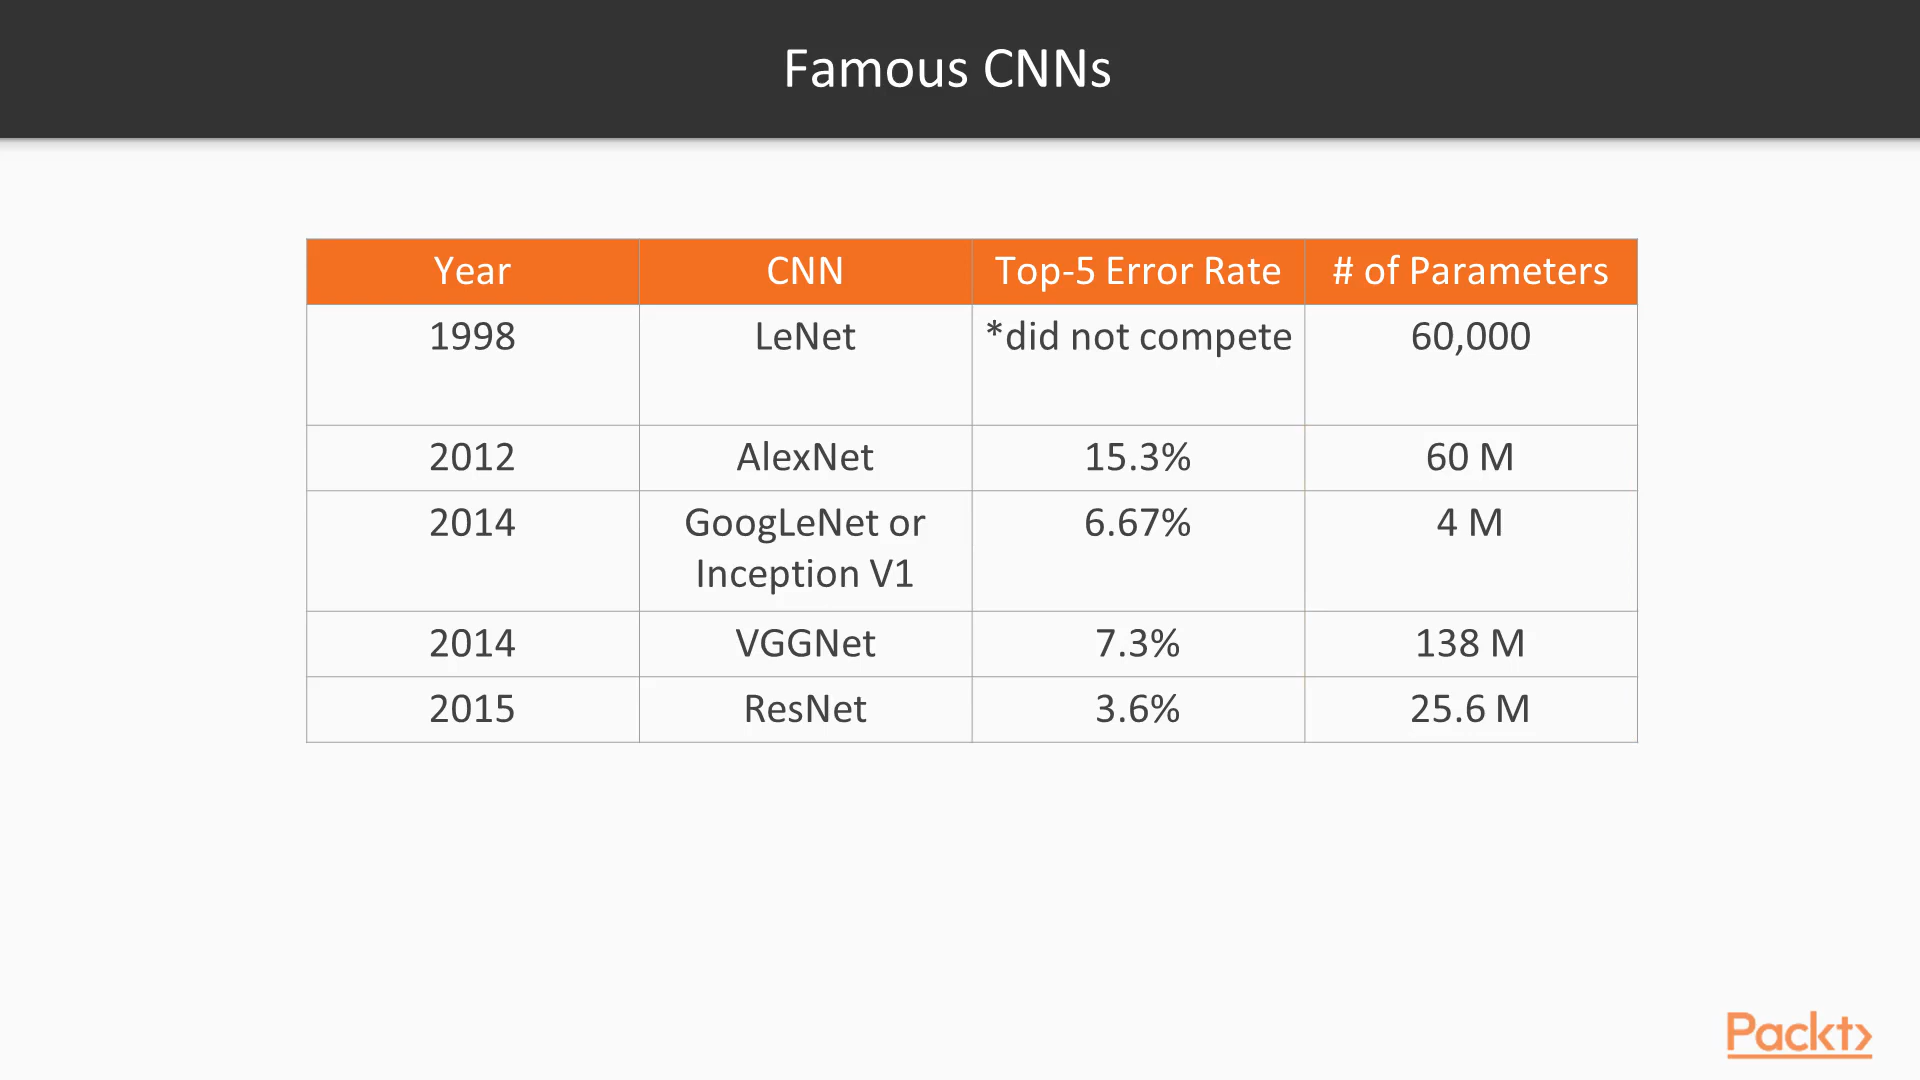 Famous CNNs
Year CNN Top-5 Error Rate # of Parameters
1998 LeNet *did not compete 60,000
2012 AlexNet 15.3% 60 M
2014 GoogLeNet or 6.67% 4 M
Inception V1
2014 VGGNet 7.3% 138 M
2015 ResNet 3.6% 25.6 M
Packt>